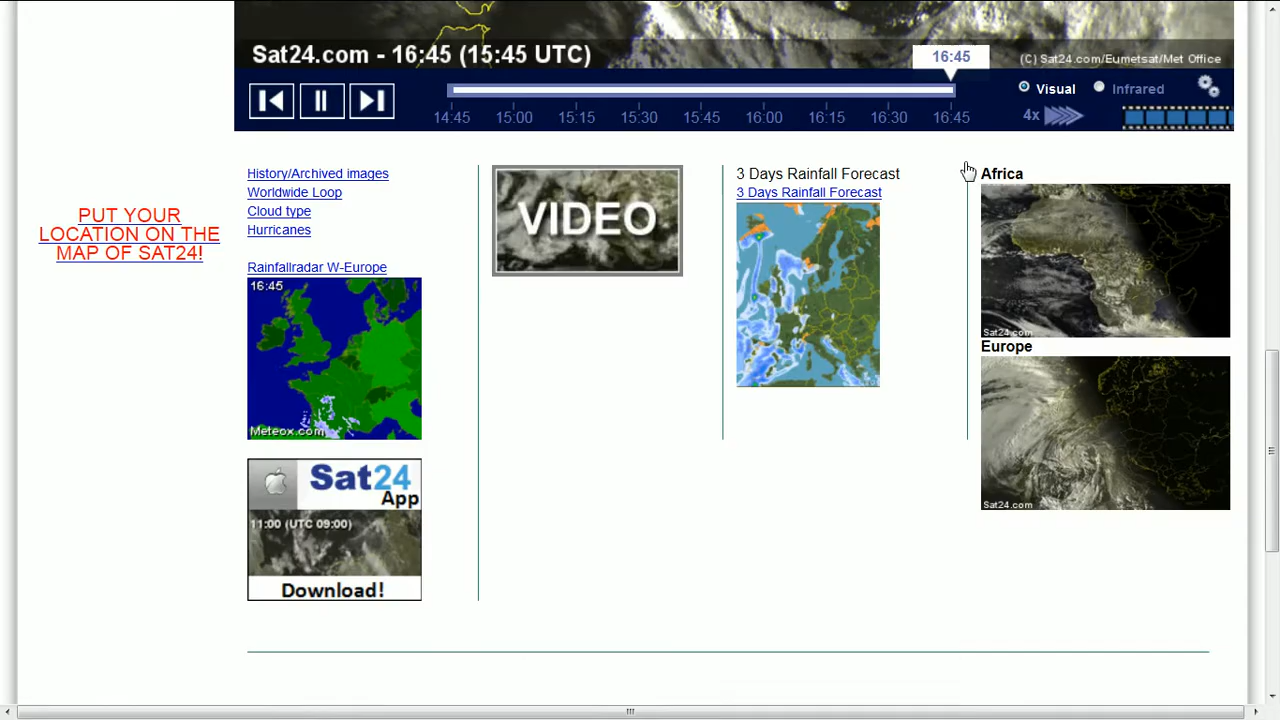 Sat24.com - 16:45 (15:45 UTC)
16:45
(C) Sat24.com/Eumetsat/Met Office
Visual
Infrared
4x
14:45 15:00 15:15 15:30 15:45 16:00 16:15 16:30 16:45
PUT YOUR
LOCATION ON THE
MAP OF SAT24!
History/Archived images
Worldwide Loop
Cloud type
Hurricanes
Rainfallradar W-Europe
16:45
Meteox.com
Sat24
App
11:00 (UTC 09:00)
Download!
VIDEO
3 Days Rainfall Forecast
3 Days Rainfall Forecast
Africa
Sat24.com
Europe
Sat24.com